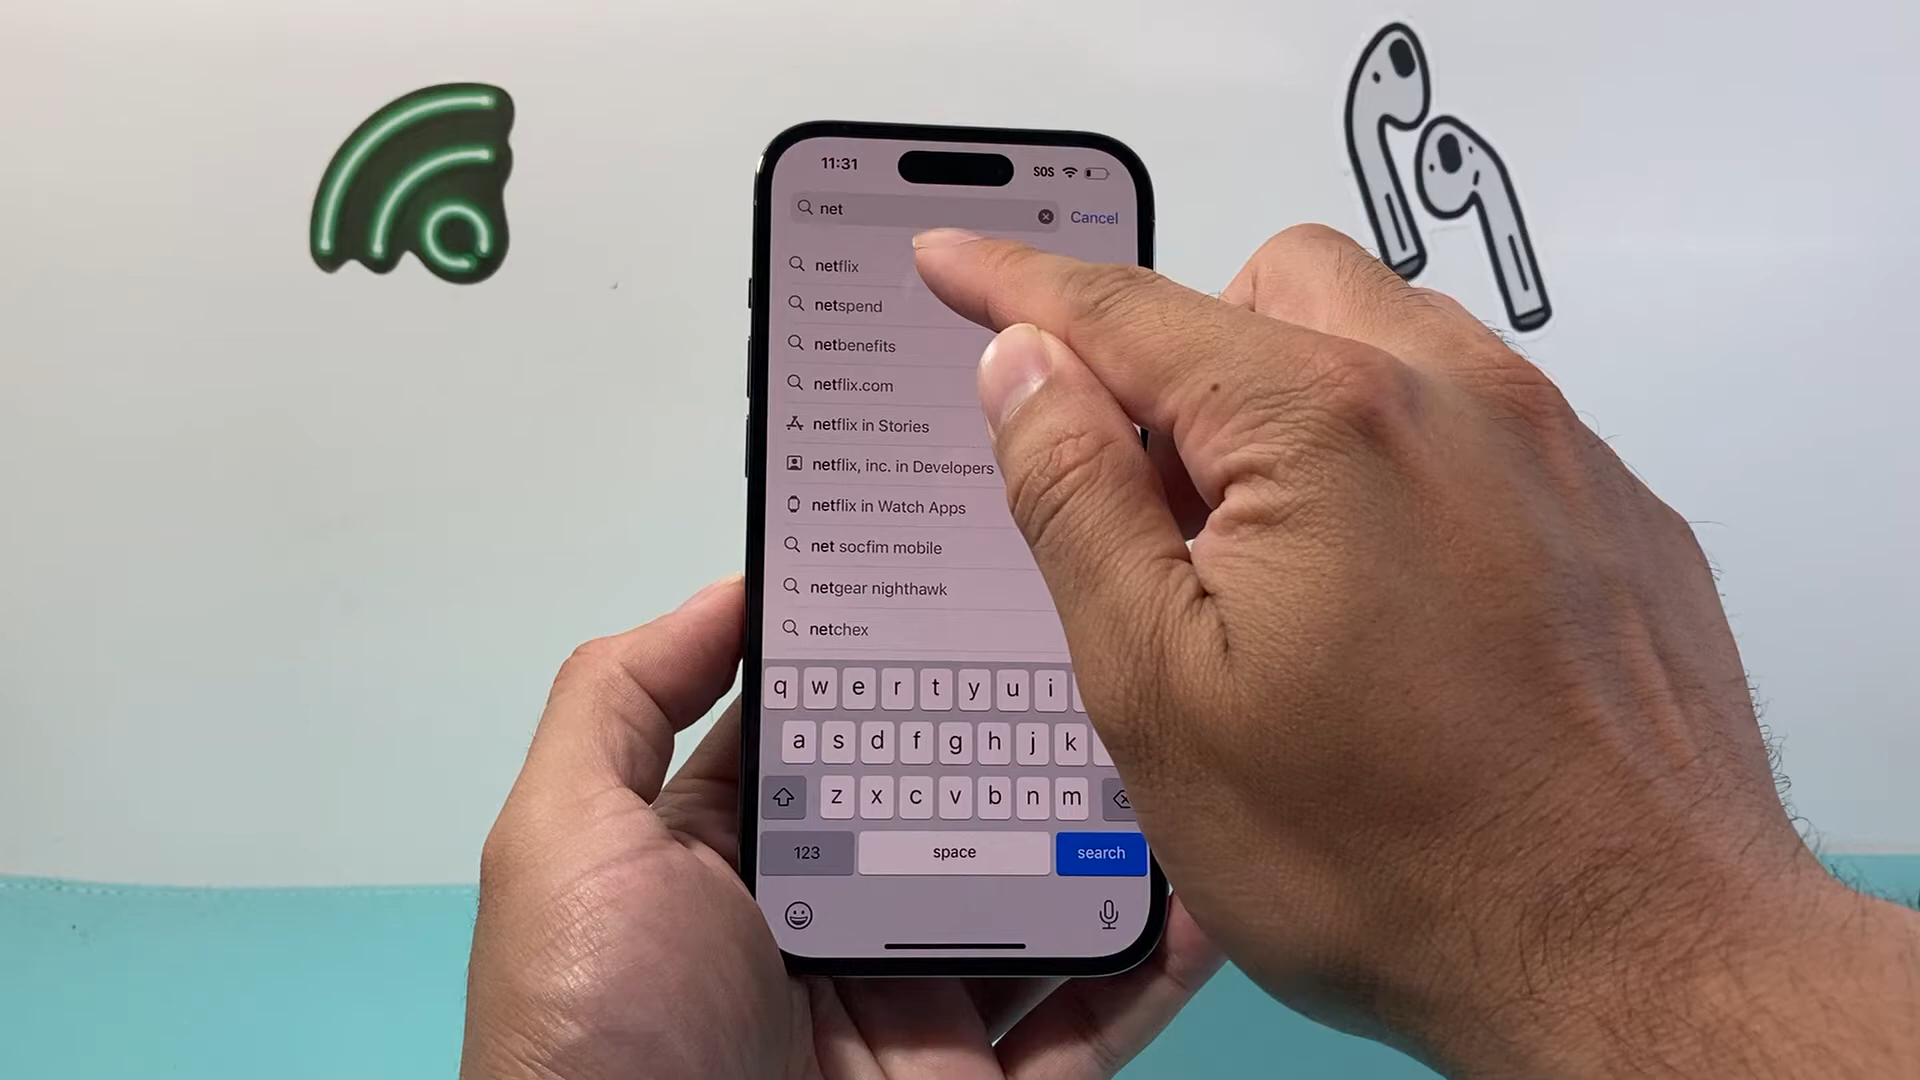 11:31 SOS
net Cancel
netflix
netspend
netbenefits
netflix.com
netflix in Stories
netflix, inc. in Developers
netflix in Watch Apps
net socfim mobile
netgear nighthawk
netchex
q w e r t y u i
a s d f g h j k
z x c v b n m
123 space search